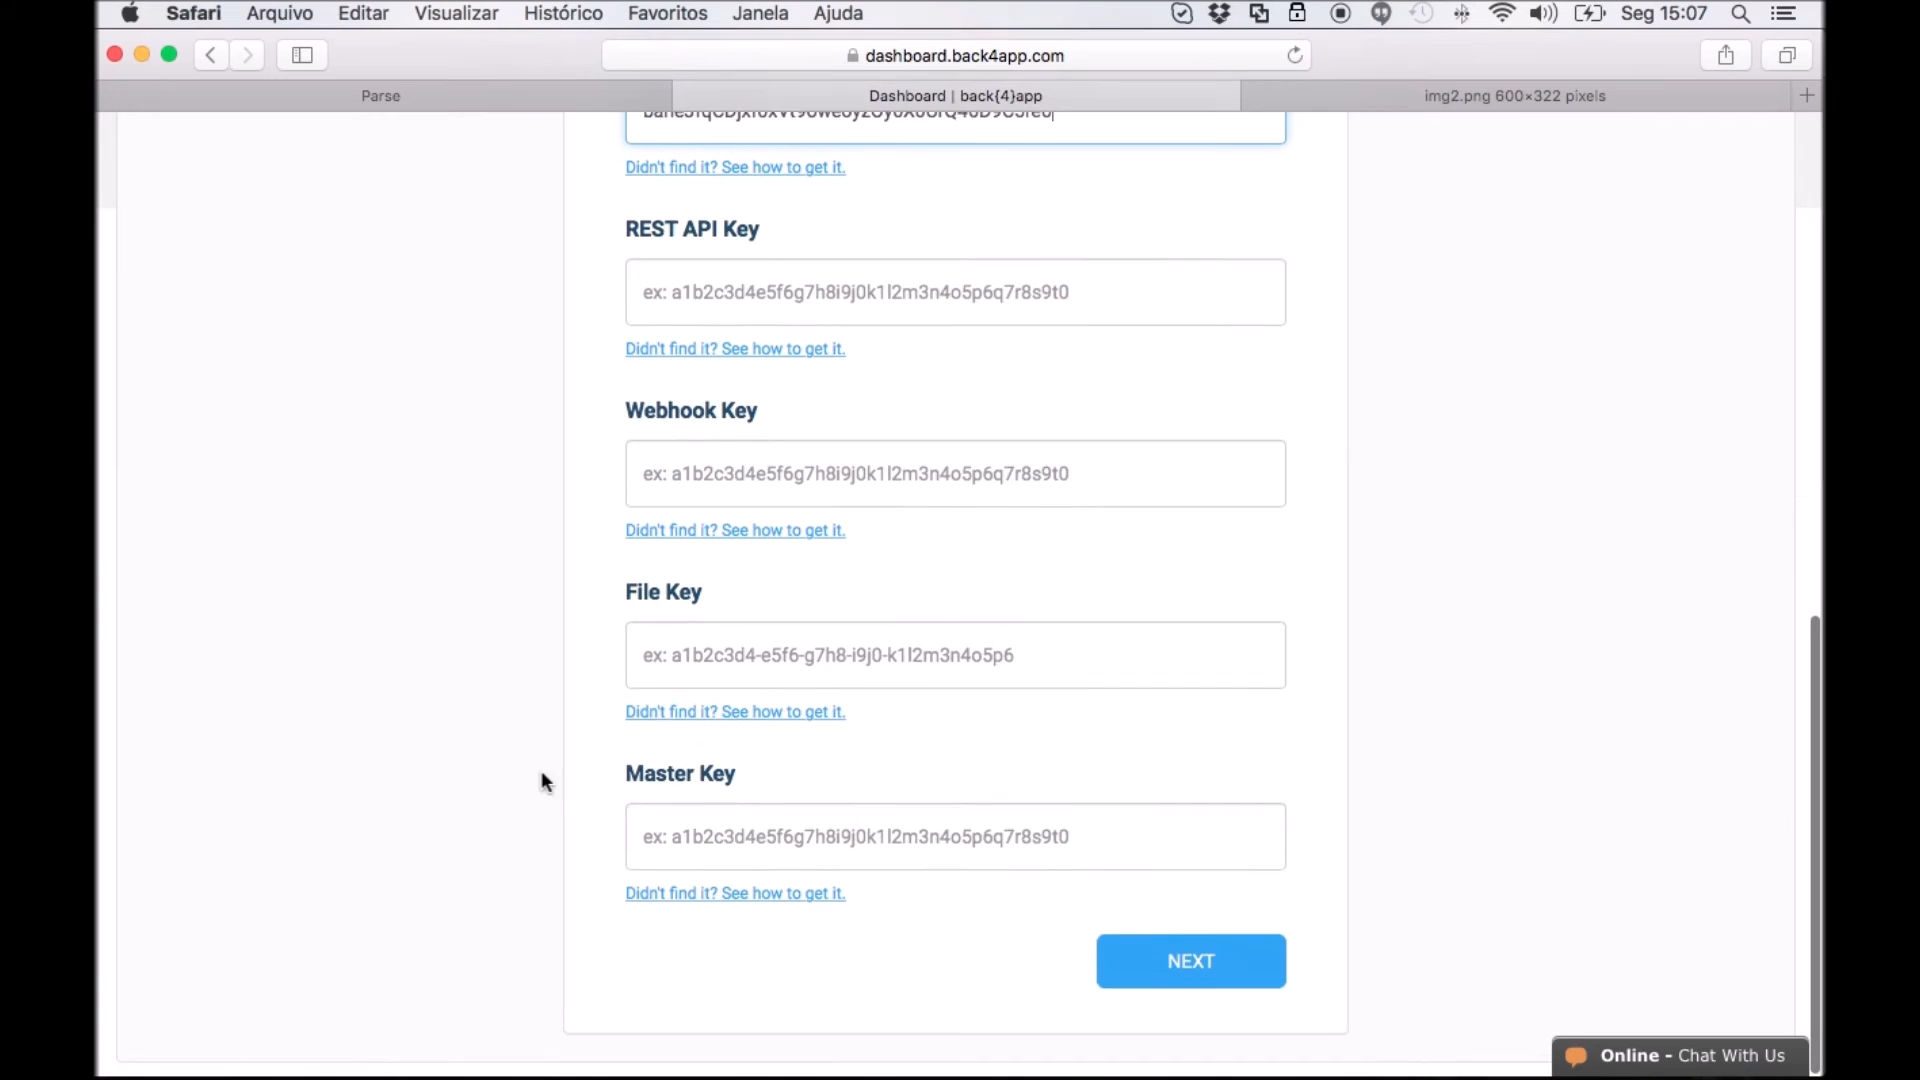 Safari Arquivo Editar Visualizar Histórico Favoritos Janela Ajuda Seg 15:07
dashboard.back4app.com
Parse Dashboard | back{4}app img2.png 600×322 pixels
Didn't find it? See how to get it.
REST API Key
ex: a1b2c3d4e5f6g7h8i9j0k1l2m3n4o5p6q7r8s9t0
Didn't find it? See how to get it.
Webhook Key
ex: a1b2c3d4e5f6g7h8i9j0k1l2m3n4o5p6q7r8s9t0
Didn't find it? See how to get it.
File Key
ex: a1b2c3d4-e5f6-g7h8-i9j0-k1l2m3n4o5p6
Didn't find it? See how to get it.
Master Key
ex: a1b2c3d4e5f6g7h8i9j0k1l2m3n4o5p6q7r8s9t0
Didn't find it? See how to get it.
NEXT
Online - Chat With Us